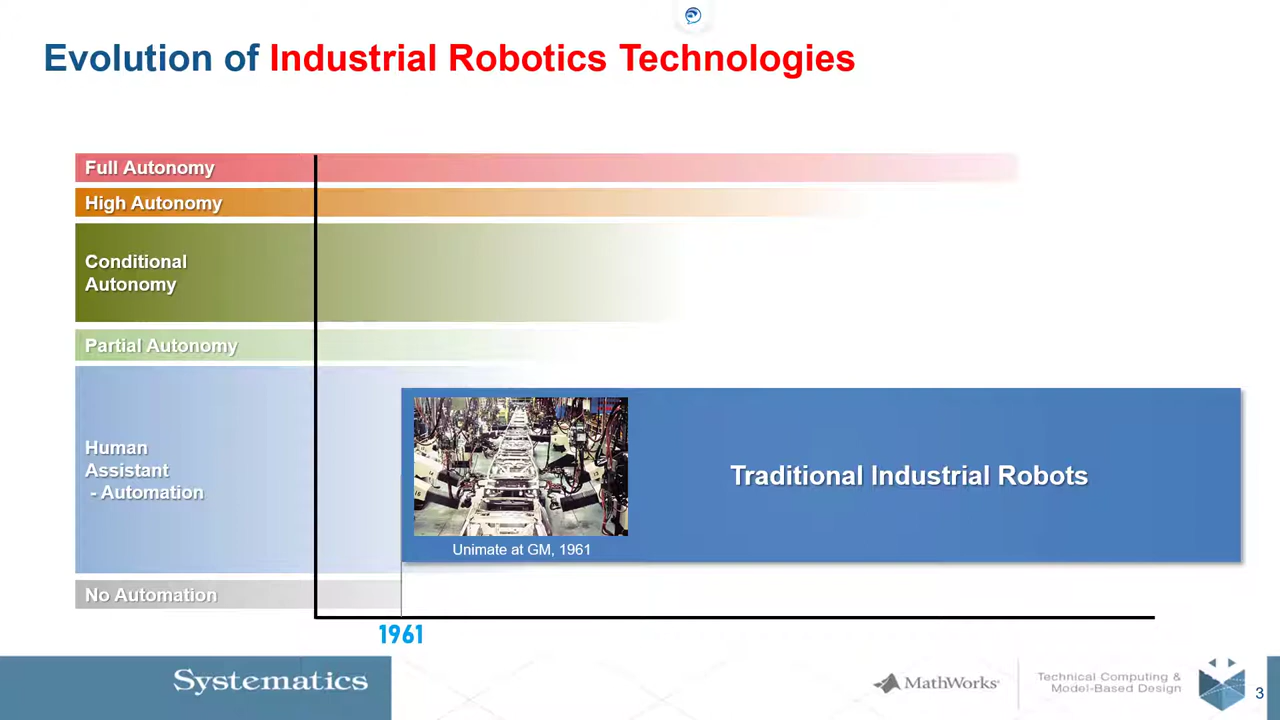 Evolution of Industrial Robotics Technologies
Full Autonomy
High Autonomy
Conditional
Autonomy
Partial Autonomy
Human
Assistant
- Automation
Traditional Industrial Robots
Unimate at GM, 1961
No Automation
1961
Systematics
MathWorks
Technical Computing &
Model-Based Design
3